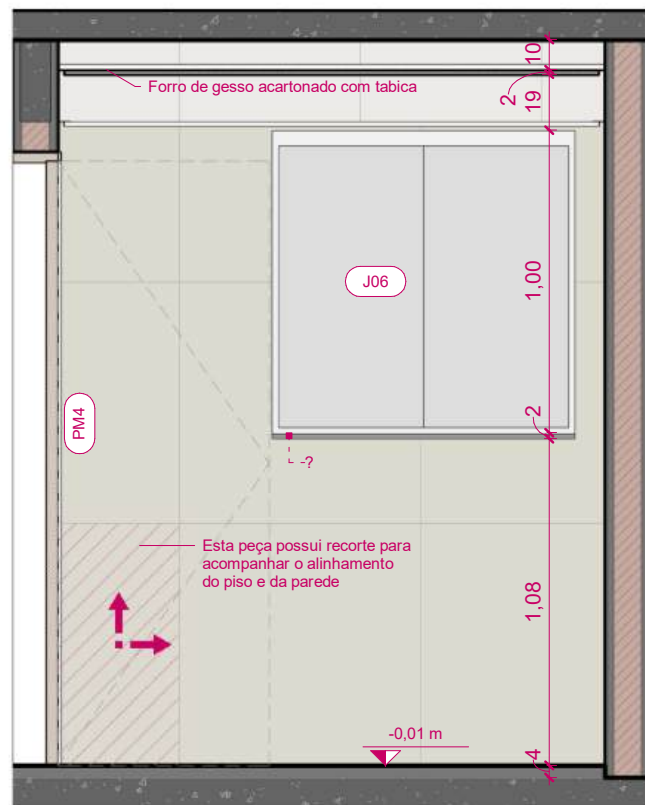 10
Forro de gesso acartonado com tabica
2
19
J06
1,00
PM4
2
-?
Esta peça possui recorte para
acompanhar o alinhamento
do piso e da parede
1,08
-0,01 m
4